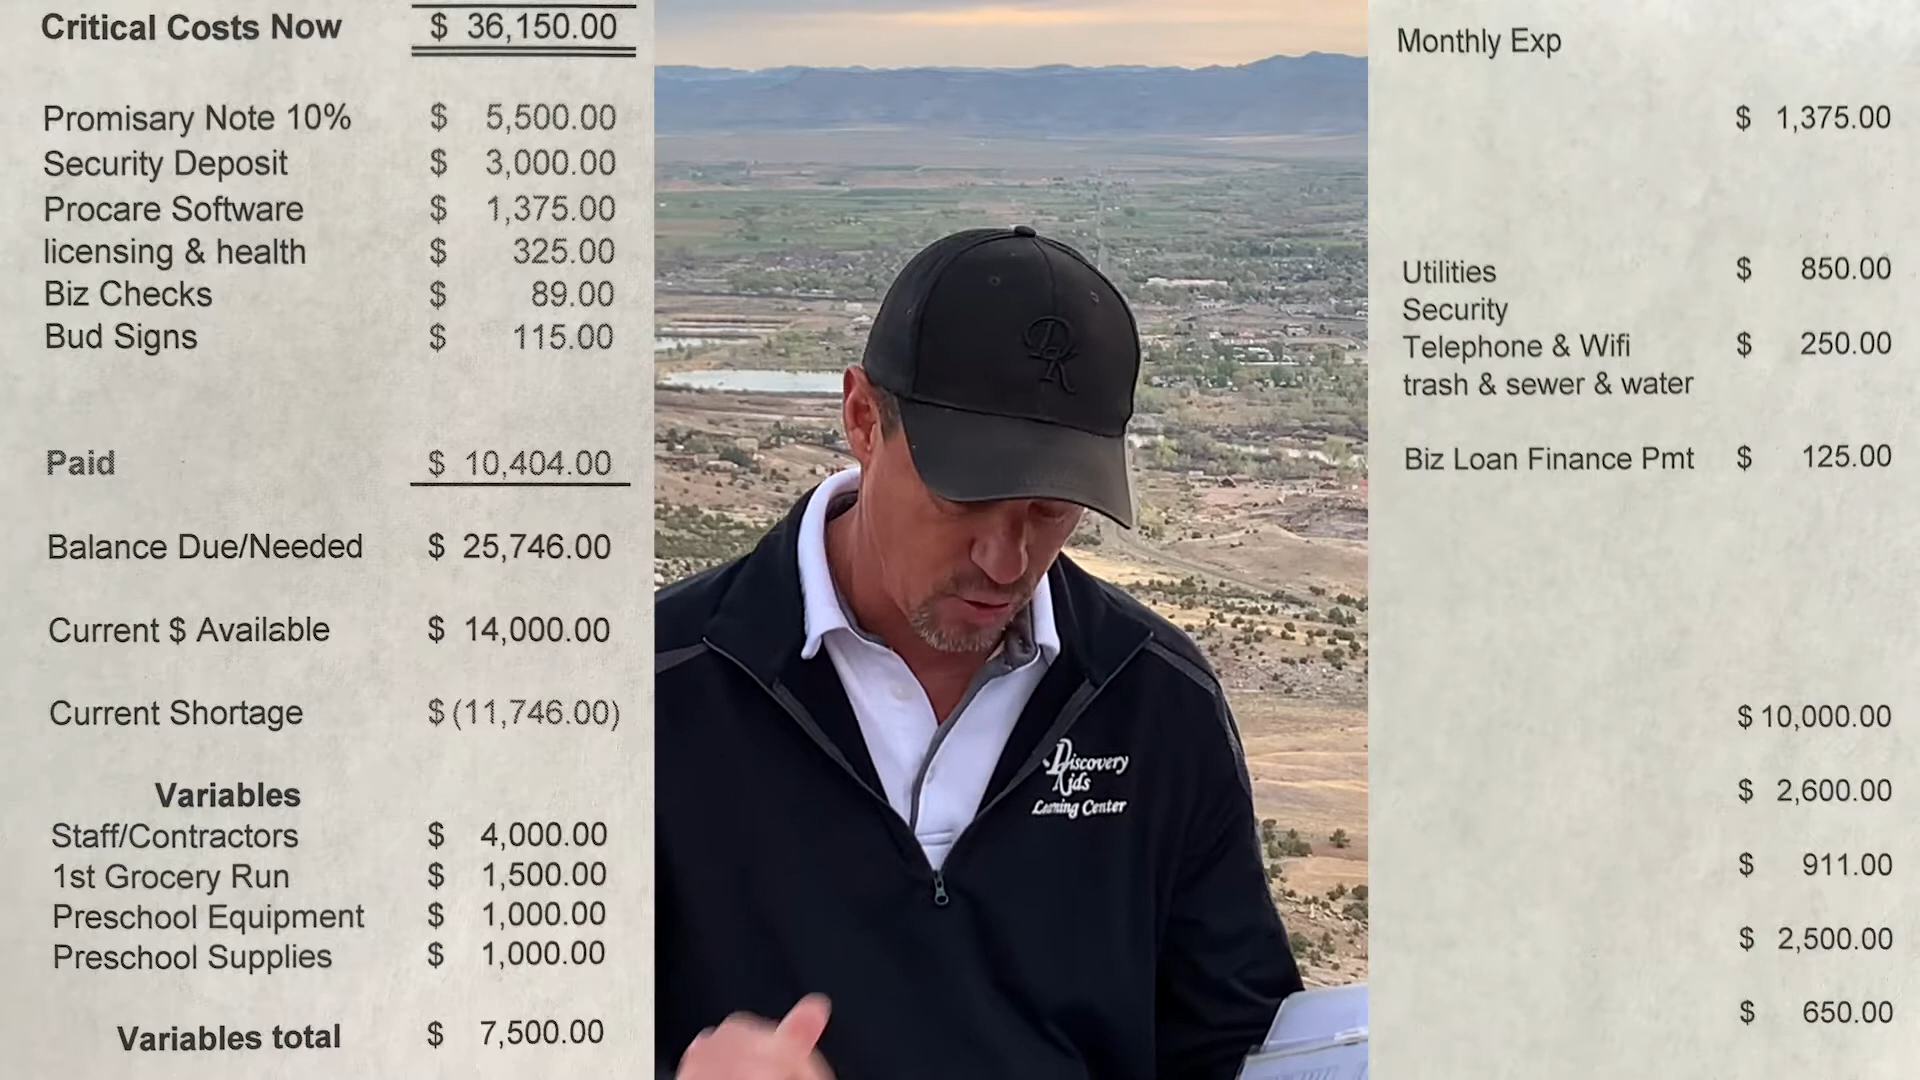 Critical Costs Now $ 36,150.00
Promisary Note 10% $ 5,500.00
Security Deposit $ 3,000.00
Procare Software $ 1,375.00
licensing & health $ 325.00
Biz Checks $ 89.00
Bud Signs $ 115.00
Paid $ 10,404.00
Balance Due/Needed $ 25,746.00
Current $ Available $ 14,000.00
Current Shortage $ (11,746.00)
Variables
Staff/Contractors $ 4,000.00
1st Grocery Run $ 1,500.00
Preschool Equipment $ 1,000.00
Preschool Supplies $ 1,000.00
Variables total $ 7,500.00
DK
Discovery
Kids
Learning Center
Monthly Exp
$ 1,375.00
Utilities $ 850.00
Security
Telephone & Wifi $ 250.00
trash & sewer & water
Biz Loan Finance Pmt $ 125.00
$ 10,000.00
$ 2,600.00
$ 911.00
$ 2,500.00
$ 650.00